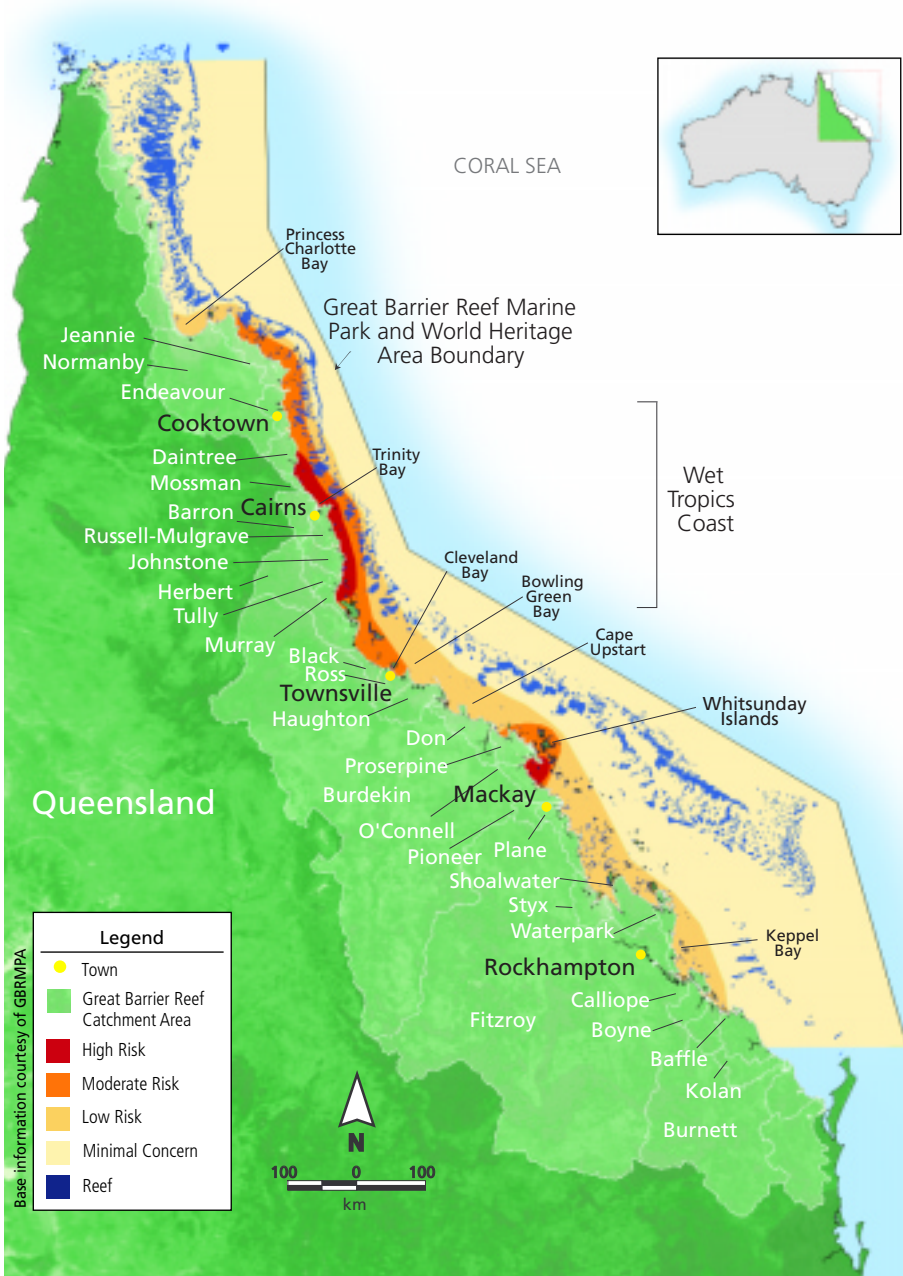 CORAL SEA
Princess
Charlotte
Bay
Great Barrier Reef Marine
Park and World Heritage
Area Boundary
Jeannie
Normanby
Endeavour
Cooktown
Daintree
Trinity
Bay
Mossman
Cairns
Barron
Russell-Mulgrave
Johnstone
Herbert
Tully
Murray
Wet
Tropics
Coast
Cleveland
Bay
Bowling
Green
Bay
Cape
Upstart
Black
Ross
Townsville
Haughton
Whitsunday
Islands
Don
Proserpine
Burdekin
Mackay
Queensland
O'Connell
Pioneer
Plane
Shoalwater
Styx
Waterpark
Keppel
Bay
Rockhampton
Calliope
Fitzroy
Boyne
Baffle
Kolan
Burnett
Legend
Town
Great Barrier Reef
Catchment Area
High Risk
Moderate Risk
Low Risk
Minimal Concern
Reef
N
100 0 100
km
Base information courtesy of GBRMPA